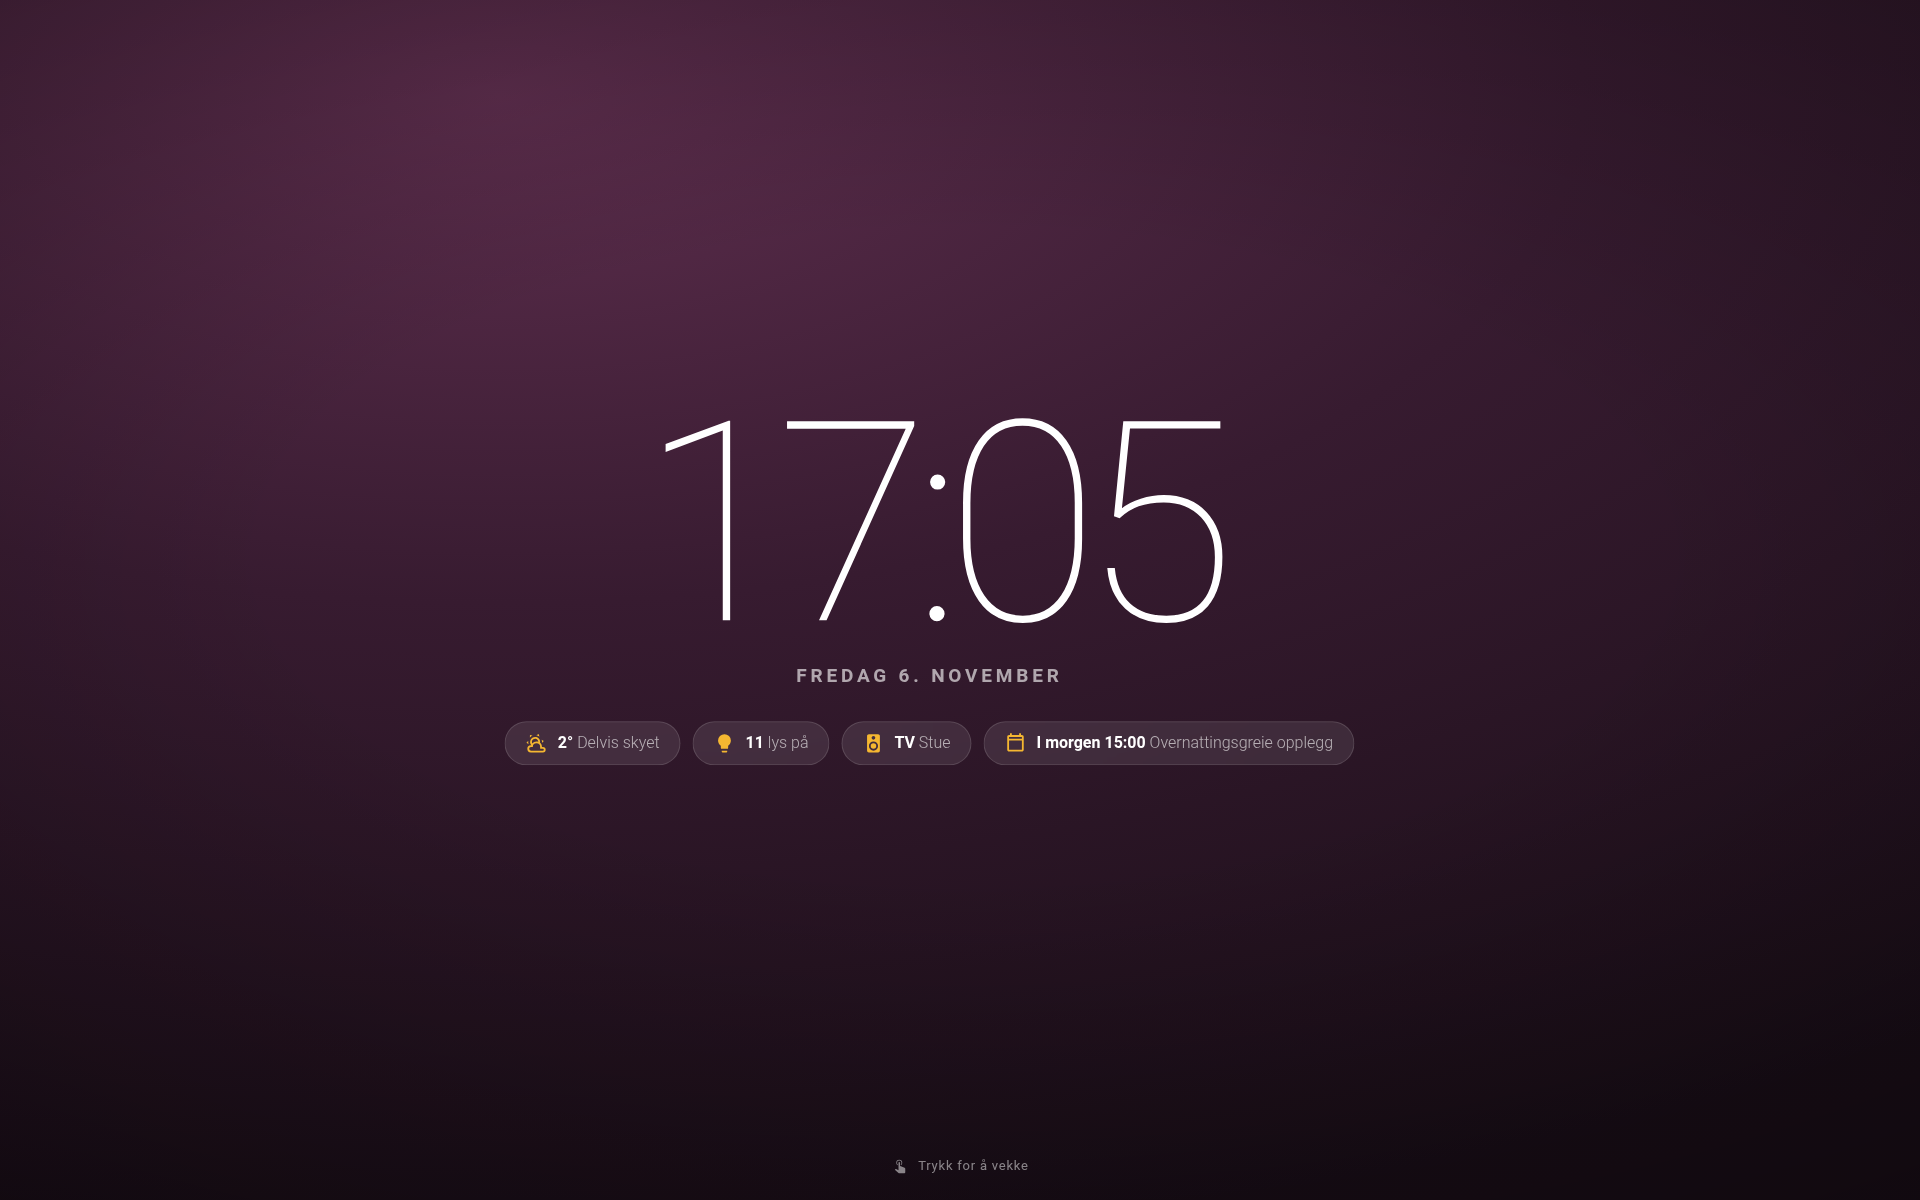 17:05
FREDAG 6. NOVEMBER
2° Delvis skyet 11 lys på TV Stue I morgen 15:00 Overnattingsgreie opplegg
Trykk for å vekke